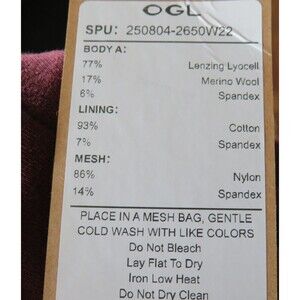 OGL
SPU: 250804-2650W22
BODY A:
77% Lenzing Lyocell
17% Merino Wool
6% Spandex
LINING:
93% Cotton
7% Spandex
MESH:
86% Nylon
14% Spandex
PLACE IN A MESH BAG, GENTLE
COLD WASH WITH LIKE COLORS
Do Not Bleach
Lay Flat To Dry
Iron Low Heat
Do Not Dry Clean